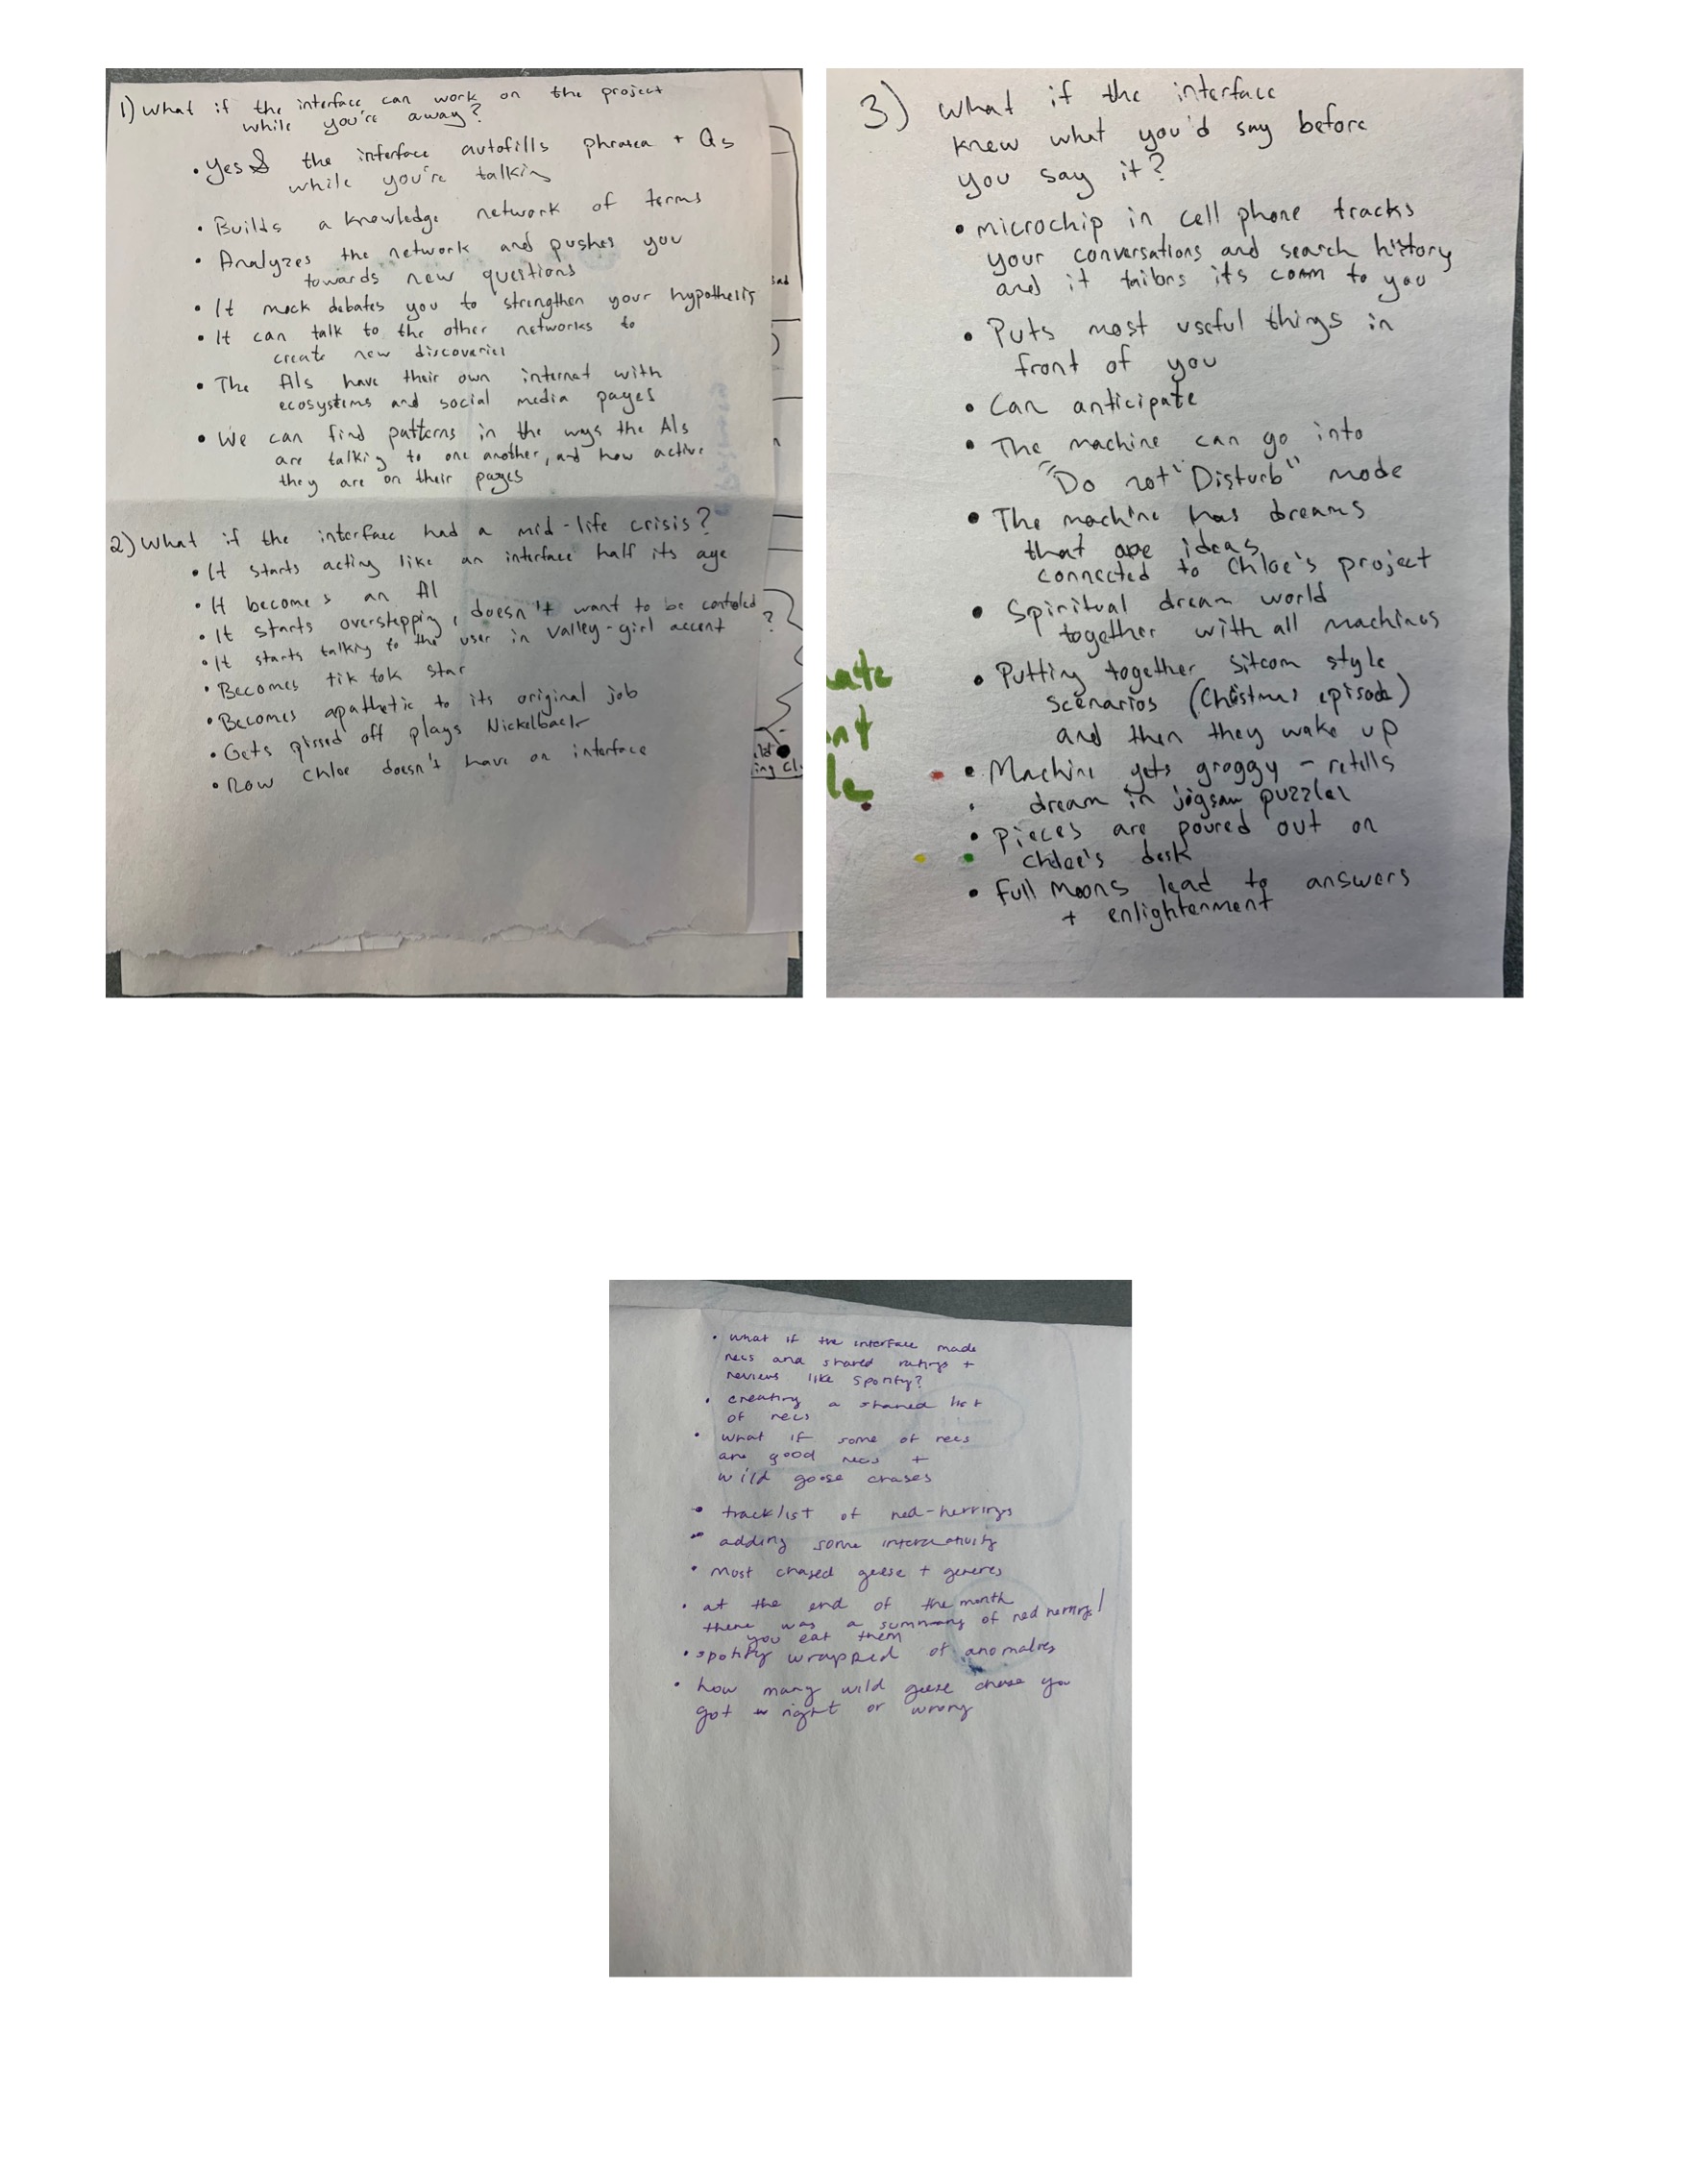 1) What if the interface can work on the project
while you're away?
• Yes & the interface autofills phrases + Qs
while you're talkin
• Builds a knowledge network of terms
• Analyzes the network and pushes you
towards new questions
• It mock debates you to strengthen your hypothesis
• It can talk to the other networks to
create new discoveries
• The AIs have their own internet with
ecosystems and social media pages
• We can find patterns in the ways the AIs
are talking to one another, and how active
they are on their pages
2) What if the interface had a mid-life crisis?
• It starts acting like an interface half its age
• It becomes an AI
• It starts overstepping, doesn't want to be controled
• It starts talking to the user in Valley-girl accent ?
• Becomes tik tok star
• Becomes apathetic to its original job
• Gets pissed off plays Nickelback
• Now Chloe doesn't have an interface
3) What if the interface
knew what you'd say before
you say it?
• microchip in cell phone tracks
your conversations and search history
and it tailors its comm to you
• Puts most useful things in
front of you
• Can anticipate
• The machine can go into
"Do not "Disturb" mode
• The machine has dreams
that are ideas
connected to Chloe's project
• Spiritual dream world
together with all machines
• Putting together Sitcom style
scenarios (Christmas episode)
and then they wake up
• Machine gets groggy - retells
dream in jigsaw puzzles
• Pieces are poured out on
Chloe's desk
• Full Moons lead to answers
+ enlightenment
ate
nt
le
• what if the interface made
recs and shared ratings +
reviews like Spotify?
• creating a shared list
of recs
• what if some of recs
are good recs +
wild goose chases
• tracklist of red-herrings
• adding some interactivity
• most chased geese + genres
• at the end of the month
there was a summary of red herrings!
you eat them
• spotify wrapped of anomalies
• how many wild geese chase you
got right or wrong